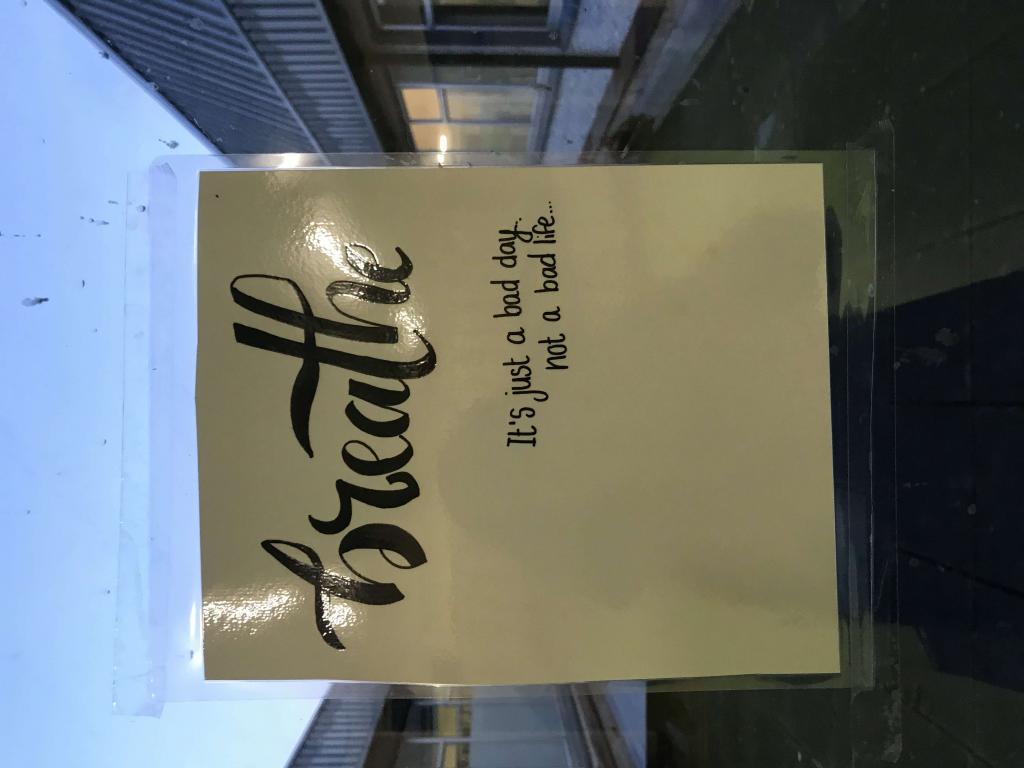 breathe
It's just a bad day.
not a bad life...